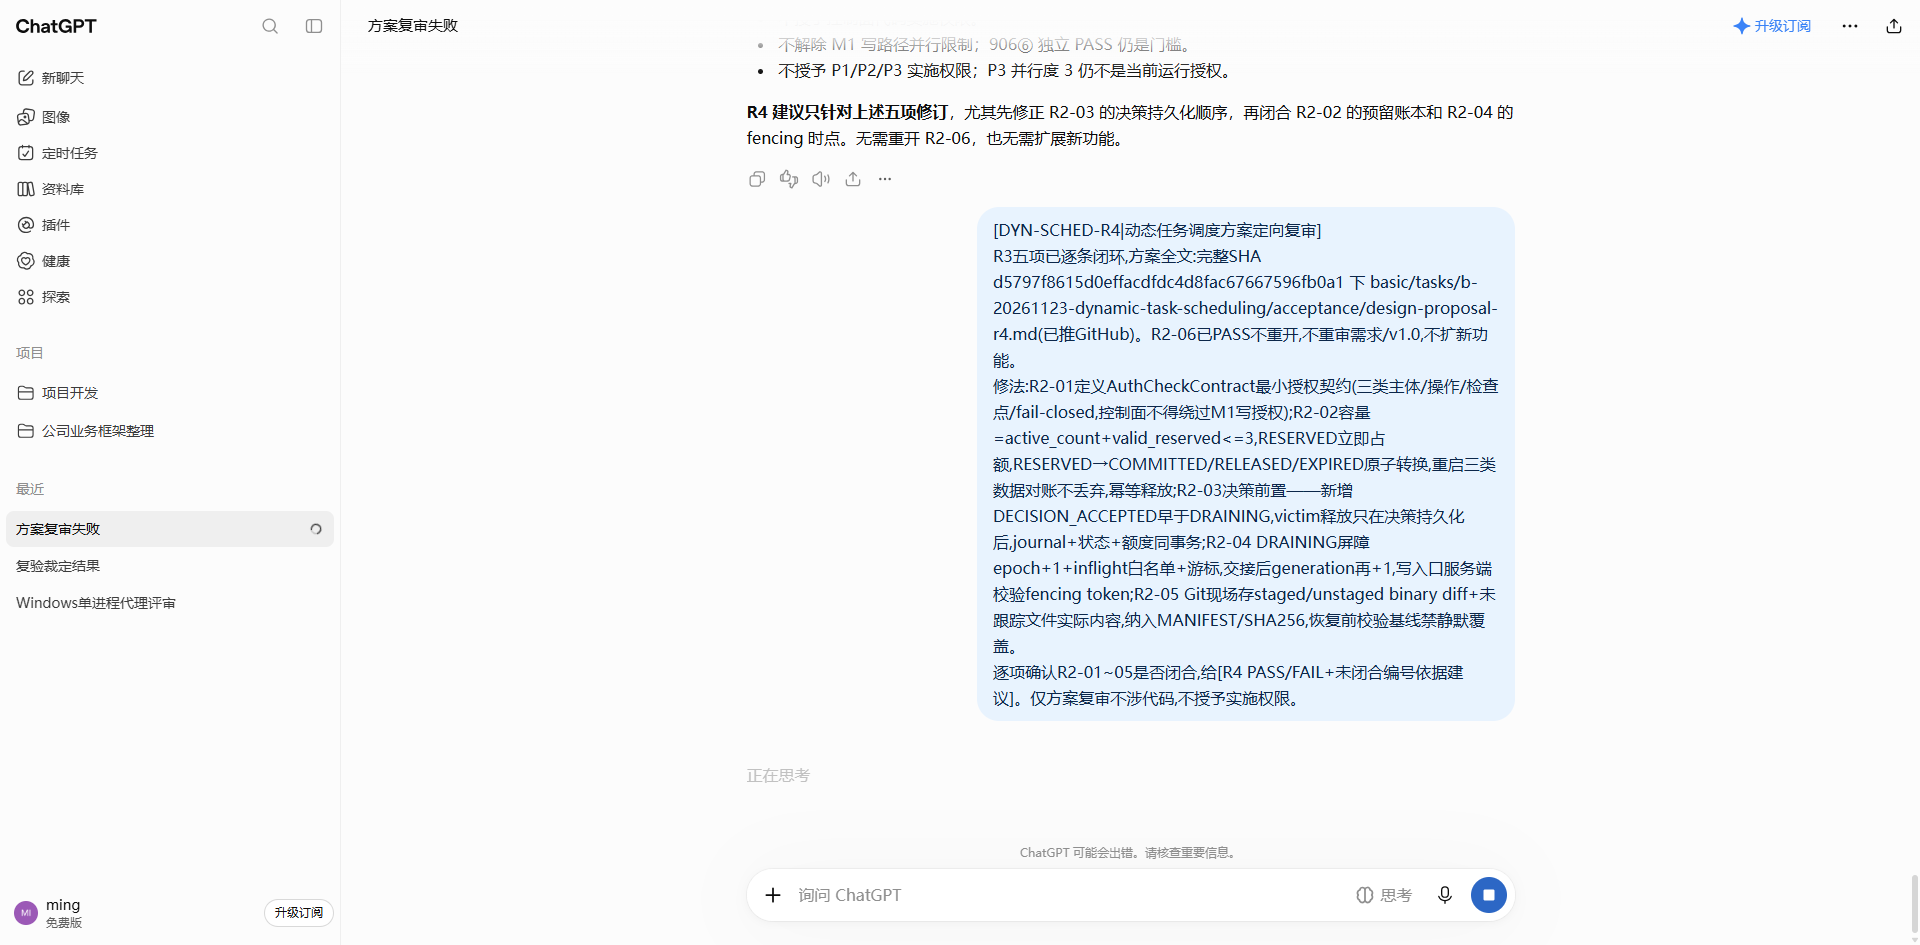 ChatGPT
新聊天
图像
定时任务
资料库
插件
健康
探索
项目
项目开发
公司业务框架整理
最近
方案复审失败
复验裁定结果
Windows单进程代理评审
MI
ming
免费版
升级订阅
方案复审失败
升级订阅
不解除 M1 写路径并行限制；906⑥ 独立 PASS 仍是门槛。
不授予 P1/P2/P3 实施权限；P3 并行度 3 仍不是当前运行授权。
R4 建议只针对上述五项修订，尤其先修正 R2-03 的决策持久化顺序，再闭合 R2-02 的预留账本和 R2-04 的
fencing 时点。无需重开 R2-06，也无需扩展新功能。
[DYN-SCHED-R4|动态任务调度方案定向复审]
R3五项已逐条闭环,方案全文:完整SHA
d5797f8615d0effacdfdc4d8fac67667596fb0a1 下 basic/tasks/b-
20261123-dynamic-task-scheduling/acceptance/design-proposal-
r4.md(已推GitHub)。R2-06已PASS不重开,不重审需求/v1.0,不扩新功
能。
修法:R2-01定义AuthCheckContract最小授权契约(三类主体/操作/检查
点/fail-closed,控制面不得绕过M1写授权);R2-02容量
=active_count+valid_reserved<=3,RESERVED立即占
额,RESERVED→COMMITTED/RELEASED/EXPIRED原子转换,重启三类
数据对账不丢弃,幂等释放;R2-03决策前置——新增
DECISION_ACCEPTED早于DRAINING,victim释放只在决策持久化
后,journal+状态+额度同事务;R2-04 DRAINING屏障
epoch+1+inflight白名单+游标,交接后generation再+1,写入口服务端
校验fencing token;R2-05 Git现场存staged/unstaged binary diff+未
跟踪文件实际内容,纳入MANIFEST/SHA256,恢复前校验基线禁静默覆
盖。
逐项确认R2-01~05是否闭合,给[R4 PASS/FAIL+未闭合编号依据建
议]。仅方案复审不涉代码,不授予实施权限。
正在思考
ChatGPT 可能会出错。请核查重要信息。
询问 ChatGPT
思考